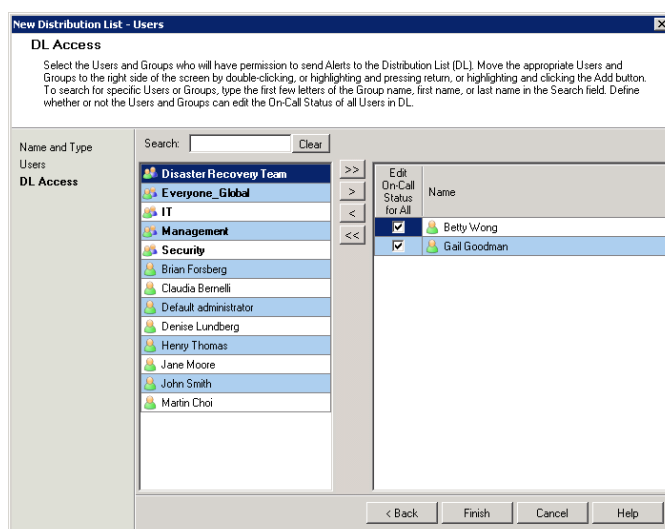 New Distribution List - Users
DL Access
Select the Users and Groups who will have permission to send Alerts to the Distribution List (DL). Move the appropriate Users and
Groups to the right side of the screen by double-clicking, or highlighting and pressing return, or highlighting and clicking the Add button.
To search for specific Users or Groups, type the first few letters of the Group name, first name, or last name in the Search field. Define
whether or not the Users and Groups can edit the On-Call Status of all Users in DL.
Name and Type
Users
DL Access
Search:
Clear
Disaster Recovery Team
Everyone_Global
IT
Management
Security
Brian Forsberg
Claudia Bernelli
Default administrator
Denise Lundberg
Henry Thomas
Jane Moore
John Smith
Martin Choi
>>
>
<
<<
Edit
On-Call
Status
for All
Name
Betty Wong
Gail Goodman
< Back
Finish
Cancel
Help